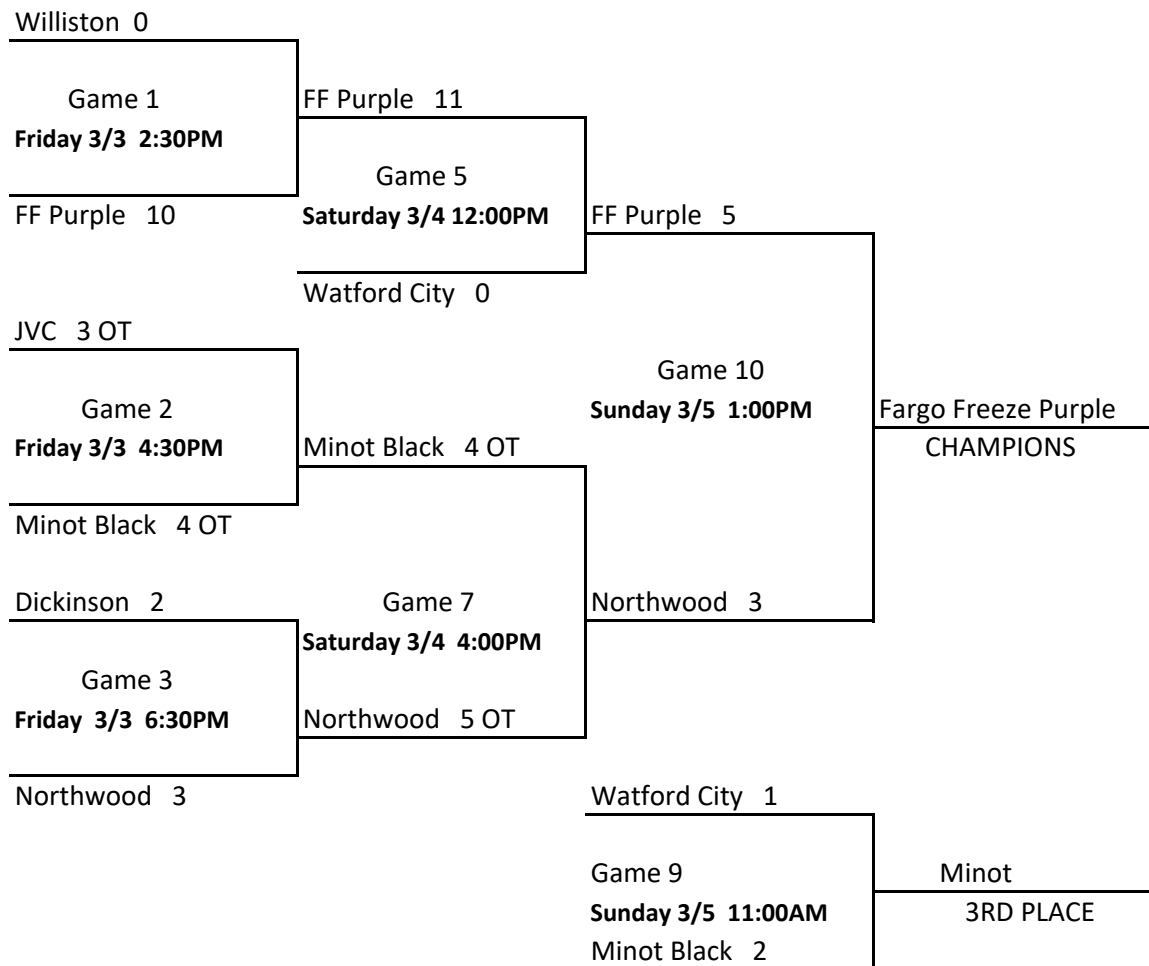 Williston 0
Game 1
Friday 3/3 2:30PM
FF Purple 10
FF Purple 11
Game 5
Saturday 3/4 12:00PM
Watford City 0
FF Purple 5
JVC 3 OT
Game 2
Friday 3/3 4:30PM
Minot Black 4 OT
Minot Black 4 OT
Game 10
Sunday 3/5 1:00PM
Fargo Freeze Purple
CHAMPIONS
Dickinson 2
Game 3
Friday 3/3 6:30PM
Northwood 3
Game 7
Saturday 3/4 4:00PM
Northwood 5 OT
Northwood 3
Watford City 1
Game 9
Sunday 3/5 11:00AM
Minot Black 2
Minot
3RD PLACE